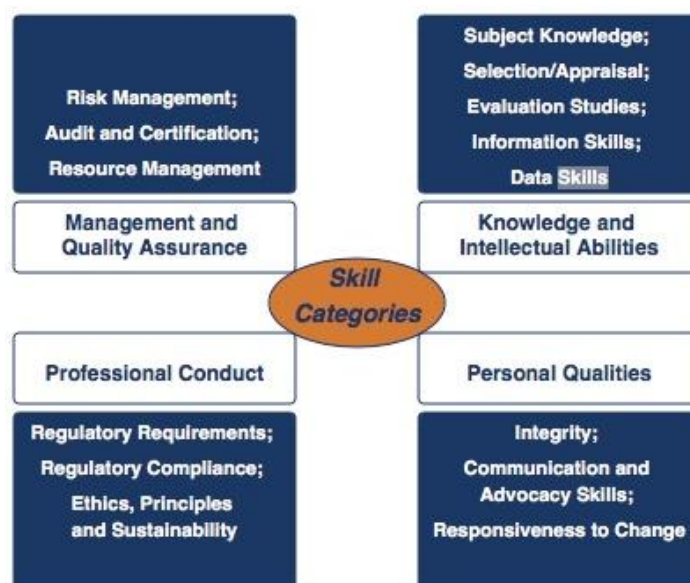 Risk Management;
Audit and Certification;
Resource Management
Management and
Quality Assurance
Subject Knowledge;
Selection/Appraisal;
Evaluation Studies;
Information Skills;
Data Skills
Knowledge and
Intellectual Abilities
Skill
Categories
Professional Conduct
Regulatory Requirements;
Regulatory Compliance;
Ethics, Principles
and Sustainability
Personal Qualities
Integrity;
Communication and
Advocacy Skills;
Responsiveness to Change